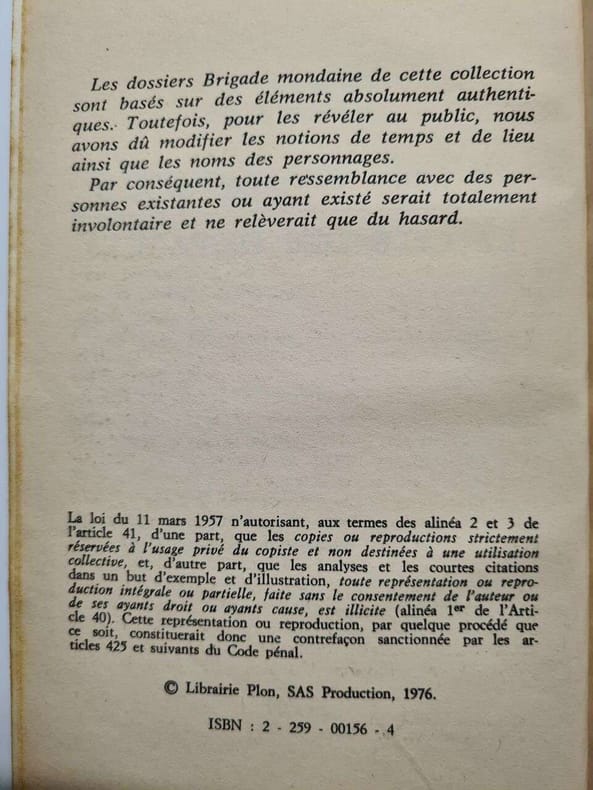 Les dossiers Brigade mondaine de cette collection
sont basés sur des éléments absolument authenti-
ques. Toutefois, pour les révéler au public, nous
avons dû modifier les notions de temps et de lieu
ainsi que les noms des personnages.
Par conséquent, toute ressemblance avec des per-
sonnes existantes ou ayant existé serait totalement
involontaire et ne relèverait que du hasard.
La loi du 11 mars 1957 n'autorisant, aux termes des alinéa 2 et 3 de
l'article 41, d'une part, que les copies ou reproductions strictement
réservées à l'usage privé du copiste et non destinées à une utilisation
collective, et, d'autre part, que les analyses et les courtes citations
dans un but d'exemple et d'illustration, toute représentation ou repro-
duction intégrale ou partielle, faite sans le consentement de l'auteur ou
de ses ayants droit ou ayants cause, est illicite (alinéa 1er de l'Arti-
cle 40). Cette représentation ou reproduction, par quelque procédé que
ce soit, constituerait donc une contrefaçon sanctionnée par les ar-
ticles 425 et suivants du Code pénal.
© Librairie Plon, SAS Production, 1976.
ISBN : 2 - 259 - 00156 - 4